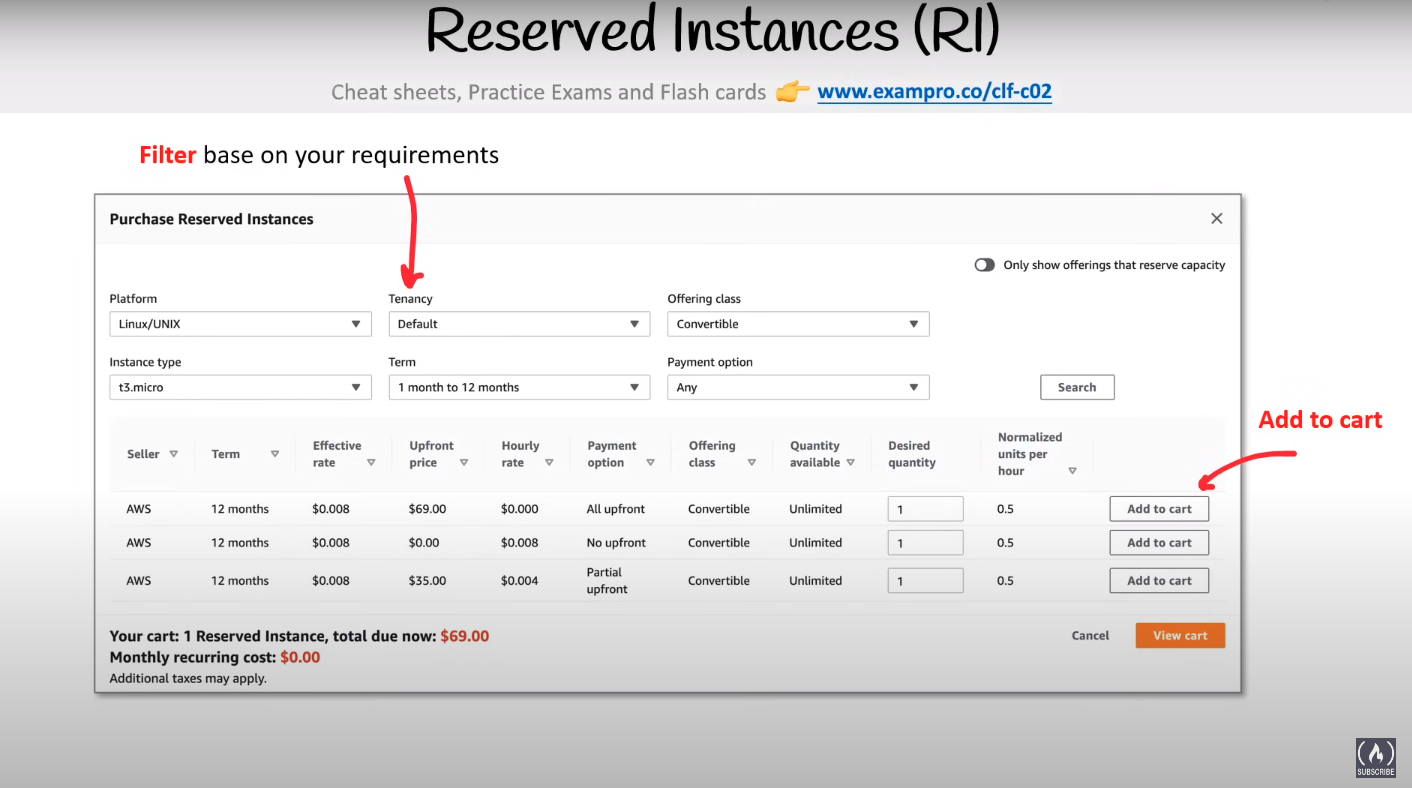 Reserved Instances (RI)
Cheat sheets, Practice Exams and Flash cards 👉 www.exampro.co/clf-c02
Filter base on your requirements
Purchase Reserved Instances
Only show offerings that reserve capacity
Platform Tenancy Offering class
Linux/UNIX Default Convertible
Instance type Term Payment option
t3.micro 1 month to 12 months Any Search
Add to cart
Seller Term Effective rate Upfront price Hourly rate Payment option Offering class Quantity available Desired quantity Normalized units per hour
AWS 12 months $0.008 $69.00 $0.000 All upfront Convertible Unlimited 1 0.5 Add to cart
AWS 12 months $0.008 $0.00 $0.008 No upfront Convertible Unlimited 1 0.5 Add to cart
AWS 12 months $0.008 $35.00 $0.004 Partial upfront Convertible Unlimited 1 0.5 Add to cart
Your cart: 1 Reserved Instance, total due now: $69.00 Cancel View cart
Monthly recurring cost: $0.00
Additional taxes may apply.
SUBSCRIBE